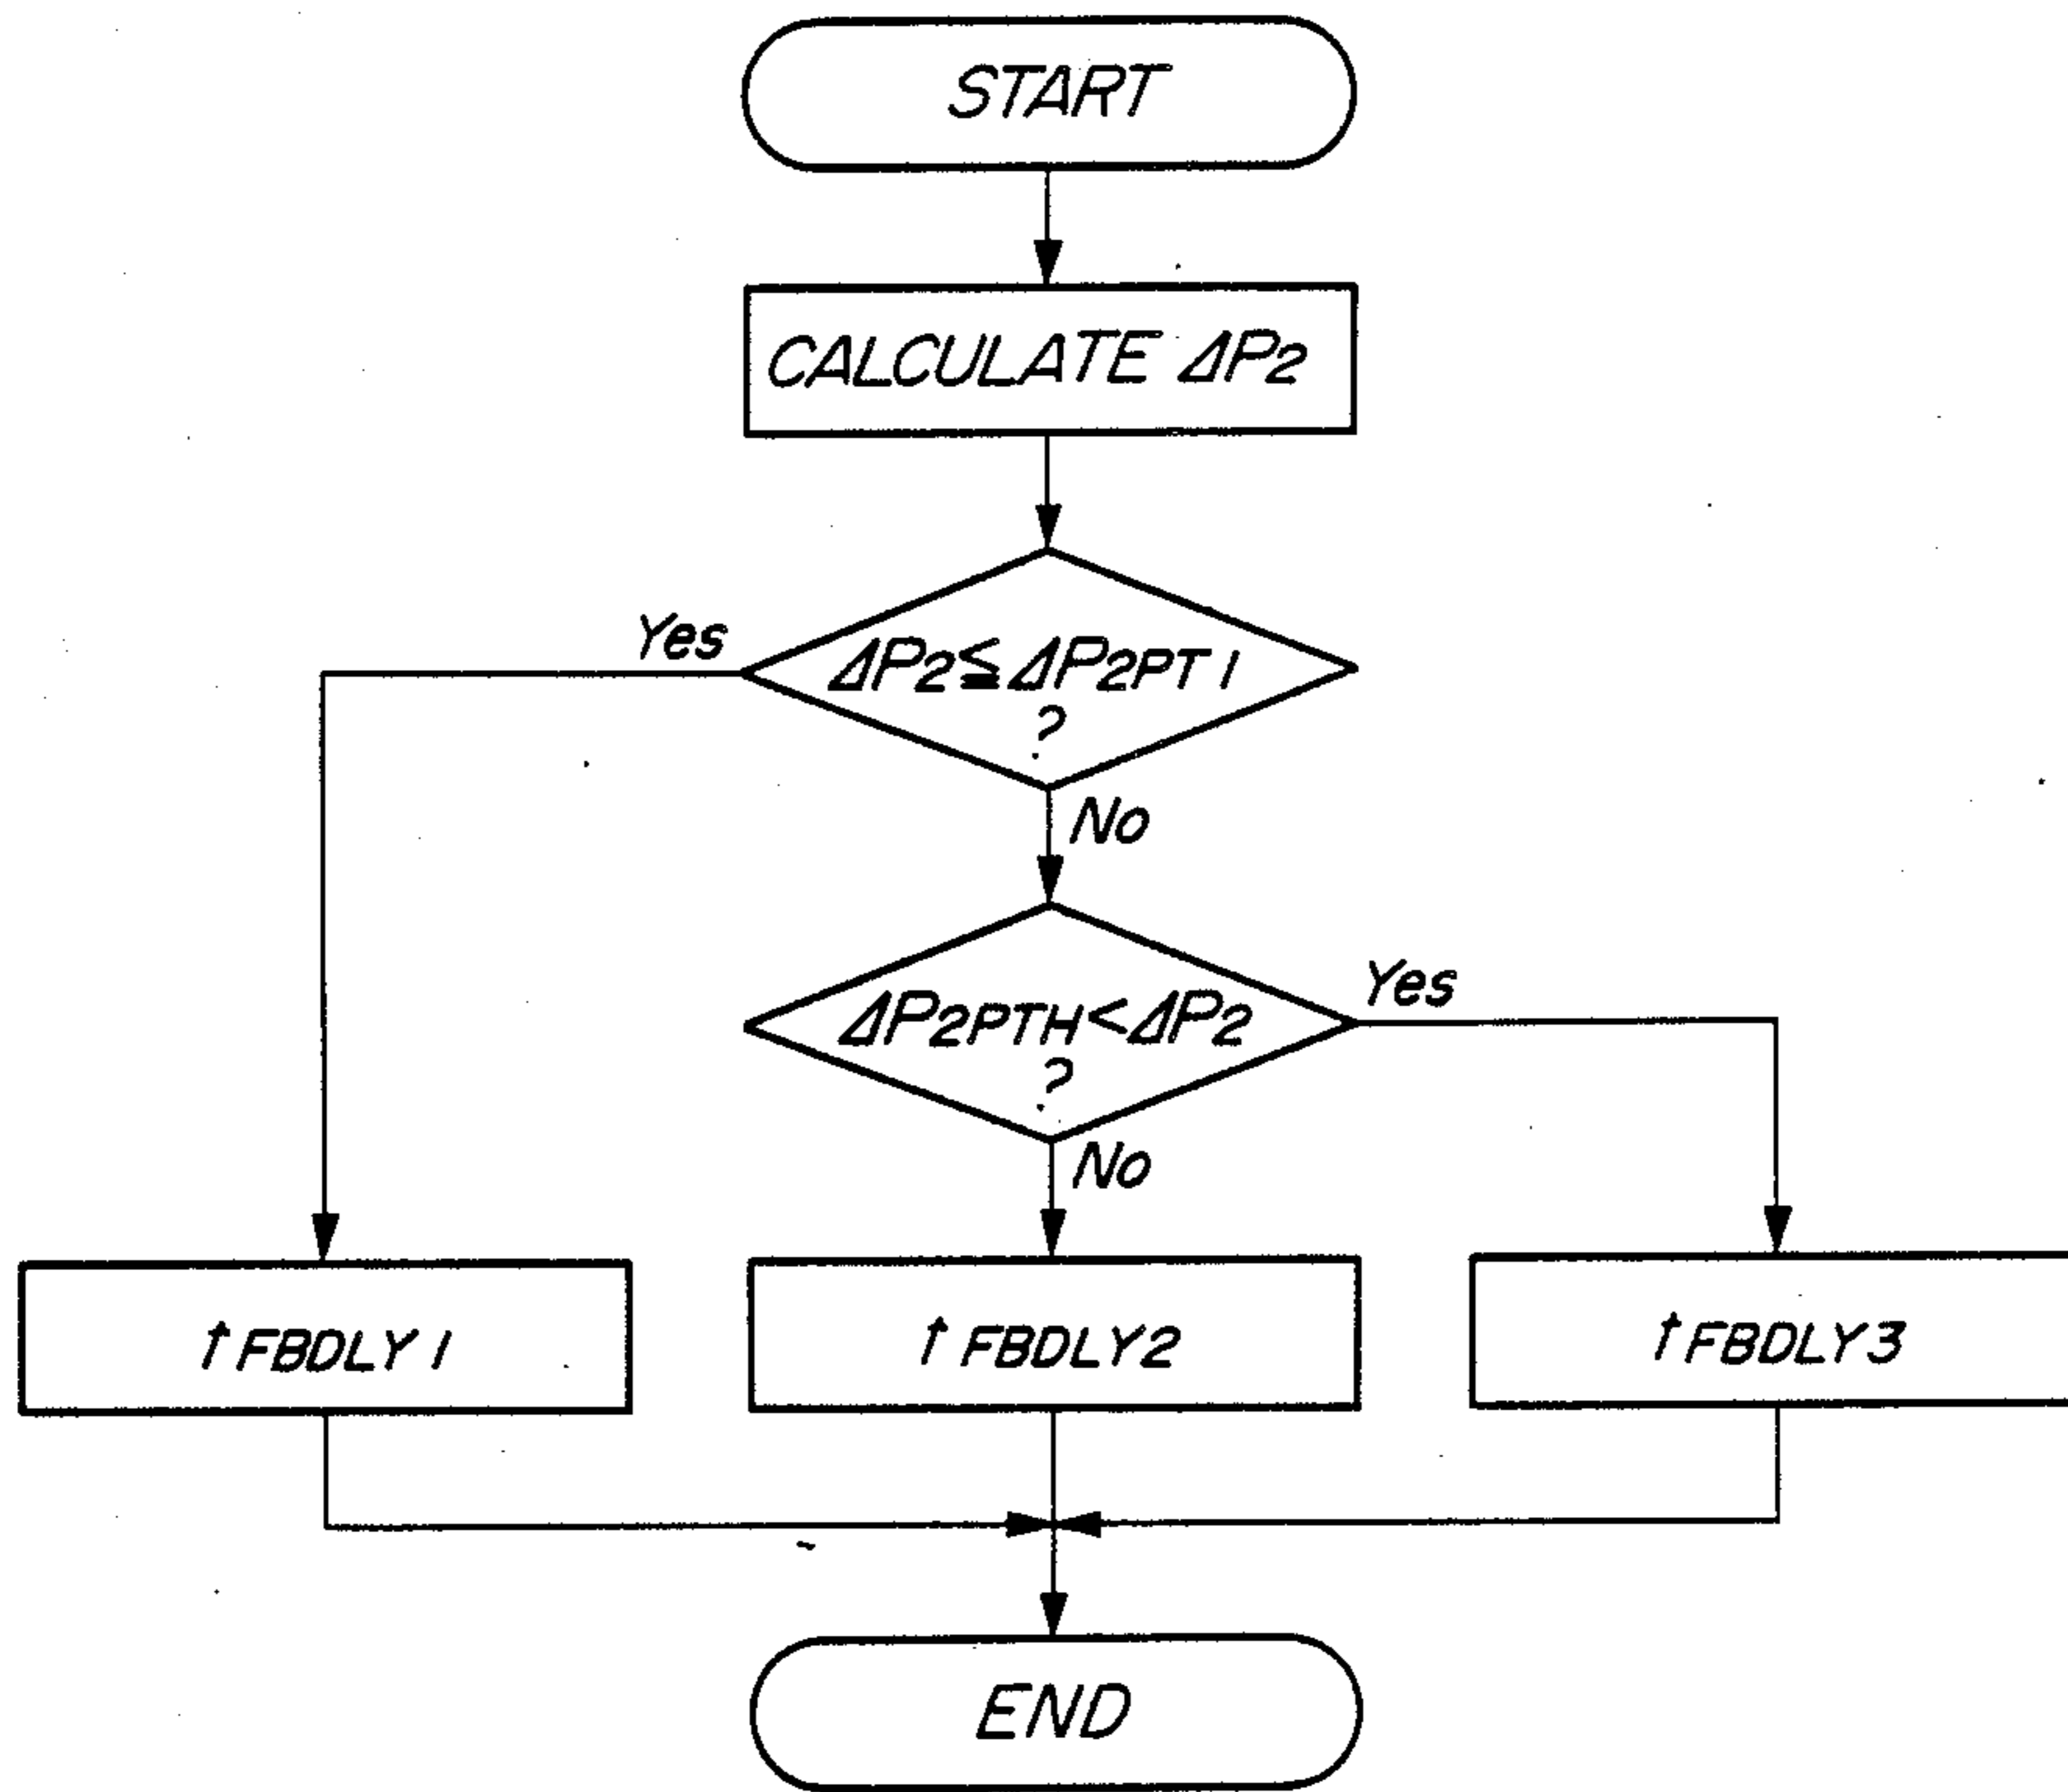 START
CALCULATE ΔP2
Yes
ΔP2≦ΔP2PT1
?
No
ΔP2PTH<ΔP2
?
Yes
No
↑FBDLY1
↑FBDLY2
↑FBDLY3
END